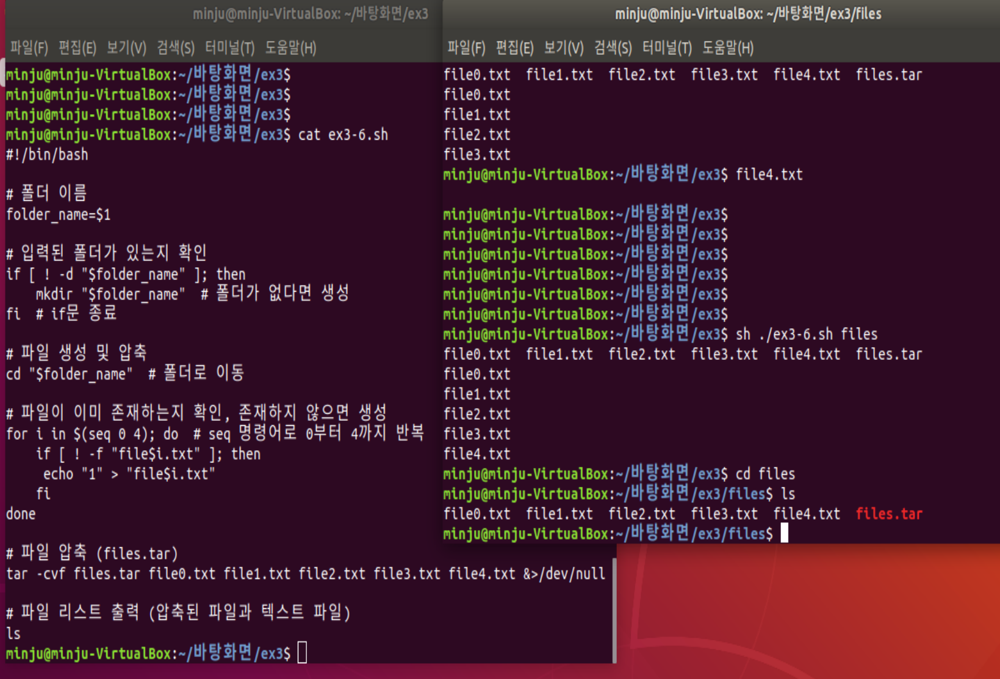 minju@minju-VirtualBox: ~/바탕화면/ex3
파일(F) 편집(E) 보기(V) 검색(S) 터미널(T) 도움말(H)
minju@minju-VirtualBox:~/바탕화면/ex3$
minju@minju-VirtualBox:~/바탕화면/ex3$
minju@minju-VirtualBox:~/바탕화면/ex3$
minju@minju-VirtualBox:~/바탕화면/ex3$ cat ex3-6.sh
#!/bin/bash
# 폴더 이름
folder_name=$1
# 입력된 폴더가 있는지 확인
if [ ! -d "$folder_name" ]; then
    mkdir "$folder_name"  # 폴더가 없다면 생성
fi  # if문 종료
# 파일 생성 및 압축
cd "$folder_name"  # 폴더로 이동
# 파일이 이미 존재하는지 확인, 존재하지 않으면 생성
for i in $(seq 0 4); do  # seq 명령어로 0부터 4까지 반복
    if [ ! -f "file$i.txt" ]; then
     echo "1" > "file$i.txt"
    fi
done
# 파일 압축 (files.tar)
tar -cvf files.tar file0.txt file1.txt file2.txt file3.txt file4.txt &>/dev/null
# 파일 리스트 출력 (압축된 파일과 텍스트 파일)
ls
minju@minju-VirtualBox:~/바탕화면/ex3$
minju@minju-VirtualBox: ~/바탕화면/ex3/files
파일(F) 편집(E) 보기(V) 검색(S) 터미널(T) 도움말(H)
file0.txt  file1.txt  file2.txt  file3.txt  file4.txt  files.tar
file0.txt
file1.txt
file2.txt
file3.txt
minju@minju-VirtualBox:~/바탕화면/ex3$ file4.txt
minju@minju-VirtualBox:~/바탕화면/ex3$
minju@minju-VirtualBox:~/바탕화면/ex3$
minju@minju-VirtualBox:~/바탕화면/ex3$
minju@minju-VirtualBox:~/바탕화면/ex3$
minju@minju-VirtualBox:~/바탕화면/ex3$
minju@minju-VirtualBox:~/바탕화면/ex3$
minju@minju-VirtualBox:~/바탕화면/ex3$ sh ./ex3-6.sh files
file0.txt  file1.txt  file2.txt  file3.txt  file4.txt  files.tar
file0.txt
file1.txt
file2.txt
file3.txt
file4.txt
minju@minju-VirtualBox:~/바탕화면/ex3$ cd files
minju@minju-VirtualBox:~/바탕화면/ex3/files$ ls
file0.txt  file1.txt  file2.txt  file3.txt  file4.txt  files.tar
minju@minju-VirtualBox:~/바탕화면/ex3/files$